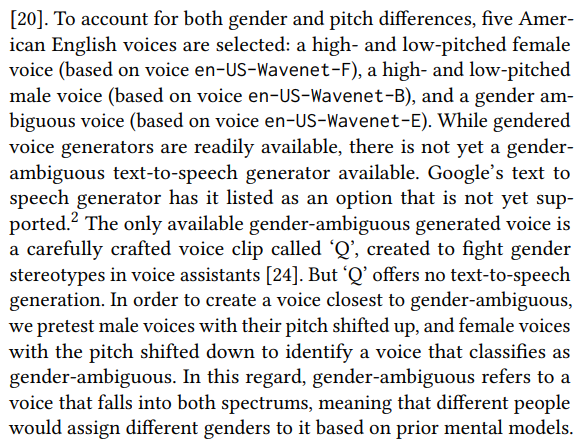 [20]. To account for both gender and pitch differences, five Amer-
ican English voices are selected: a high- and low-pitched female
voice (based on voice en-US-Wavenet-F), a high- and low-pitched
male voice (based on voice en-US-Wavenet-B), and a gender am-
biguous voice (based on voice en-US-Wavenet-E). While gendered
voice generators are readily available, there is not yet a gender-
ambiguous text-to-speech generator available. Google's text to
speech generator has it listed as an option that is not yet sup-
ported.² The only available gender-ambiguous generated voice is
a carefully crafted voice clip called ‘Q’, created to fight gender
stereotypes in voice assistants [24]. But ‘Q’ offers no text-to-speech
generation. In order to create a voice closest to gender-ambiguous,
we pretest male voices with their pitch shifted up, and female voices
with the pitch shifted down to identify a voice that classifies as
gender-ambiguous. In this regard, gender-ambiguous refers to a
voice that falls into both spectrums, meaning that different people
would assign different genders to it based on prior mental models.